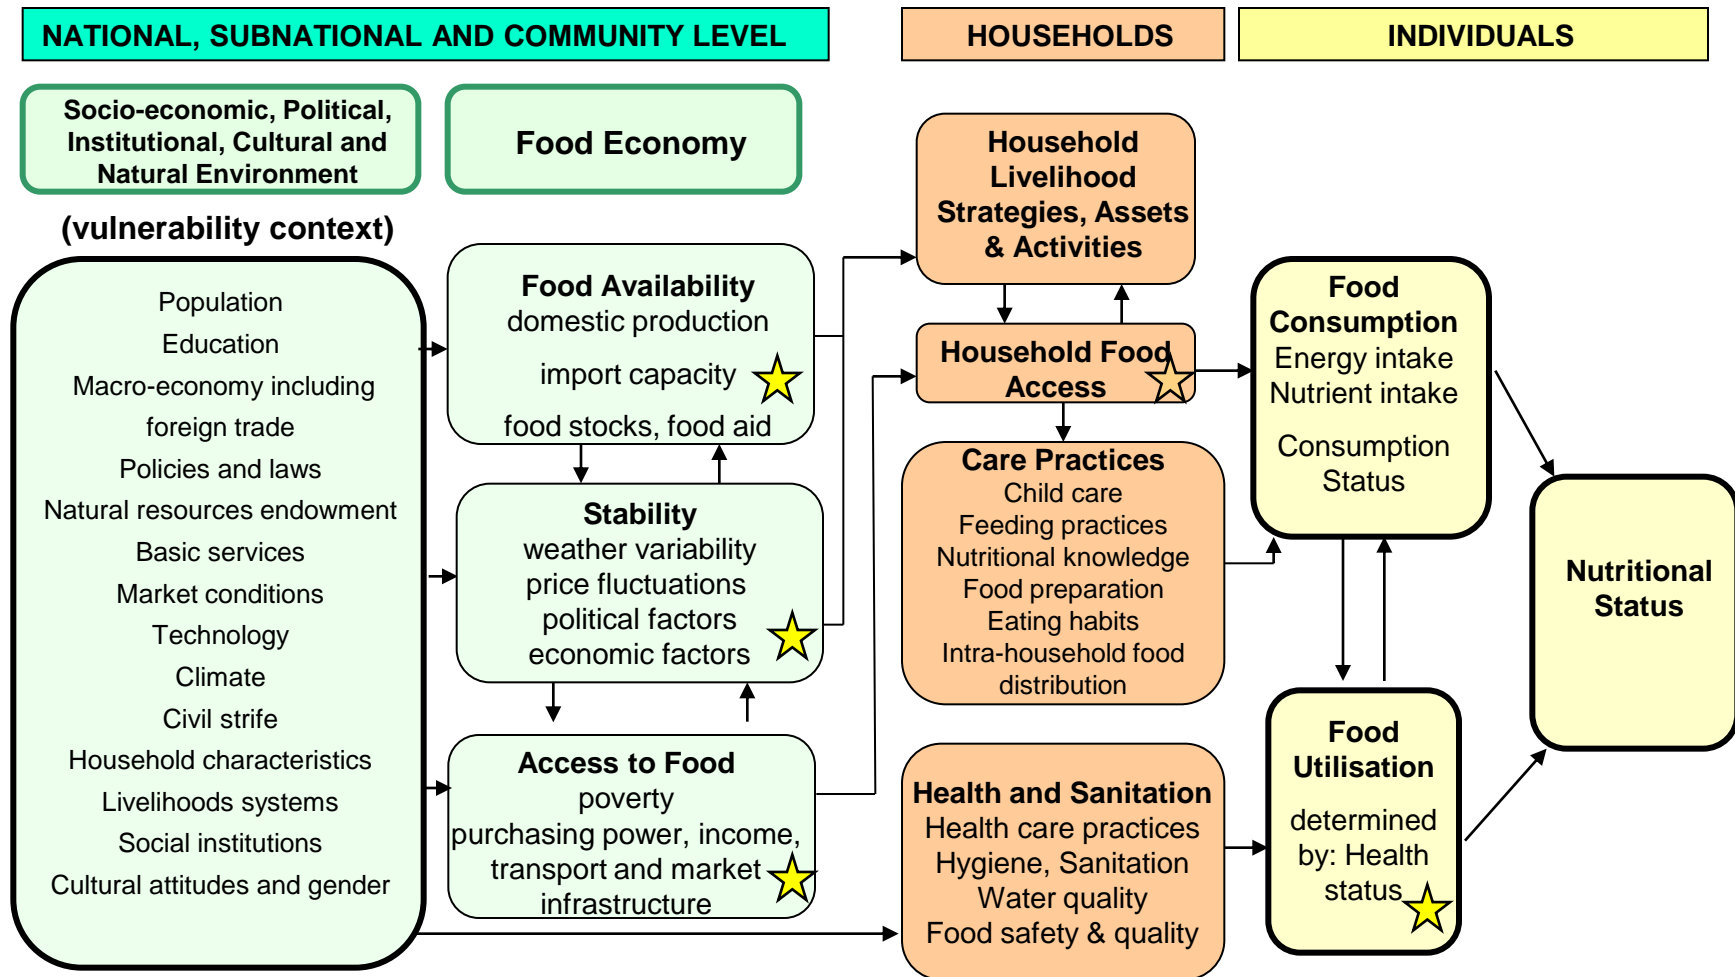 NATIONAL, SUBNATIONAL AND COMMUNITY LEVEL
HOUSEHOLDS
INDIVIDUALS
Socio-economic, Political,
Institutional, Cultural and
Natural Environment
(vulnerability context)
Population
Education
Macro-economy including
foreign trade
Policies and laws
Natural resources endowment
Basic services
Market conditions
Technology
Climate
Civil strife
Household characteristics
Livelihoods systems
Social institutions
Cultural attitudes and gender
Food Economy
Food Availability
domestic production
import capacity
food stocks, food aid
Stability
weather variability
price fluctuations
political factors
economic factors
Access to Food
poverty
purchasing power, income,
transport and market
infrastructure
Household
Livelihood
Strategies, Assets
& Activities
Household Food
Access
Care Practices
Child care
Feeding practices
Nutritional knowledge
Food preparation
Eating habits
Intra-household food
distribution
Health and Sanitation
Health care practices
Hygiene, Sanitation
Water quality
Food safety & quality
Food
Consumption
Energy intake
Nutrient intake
Consumption
Status
Food
Utilisation
determined
by: Health
status
Nutritional
Status